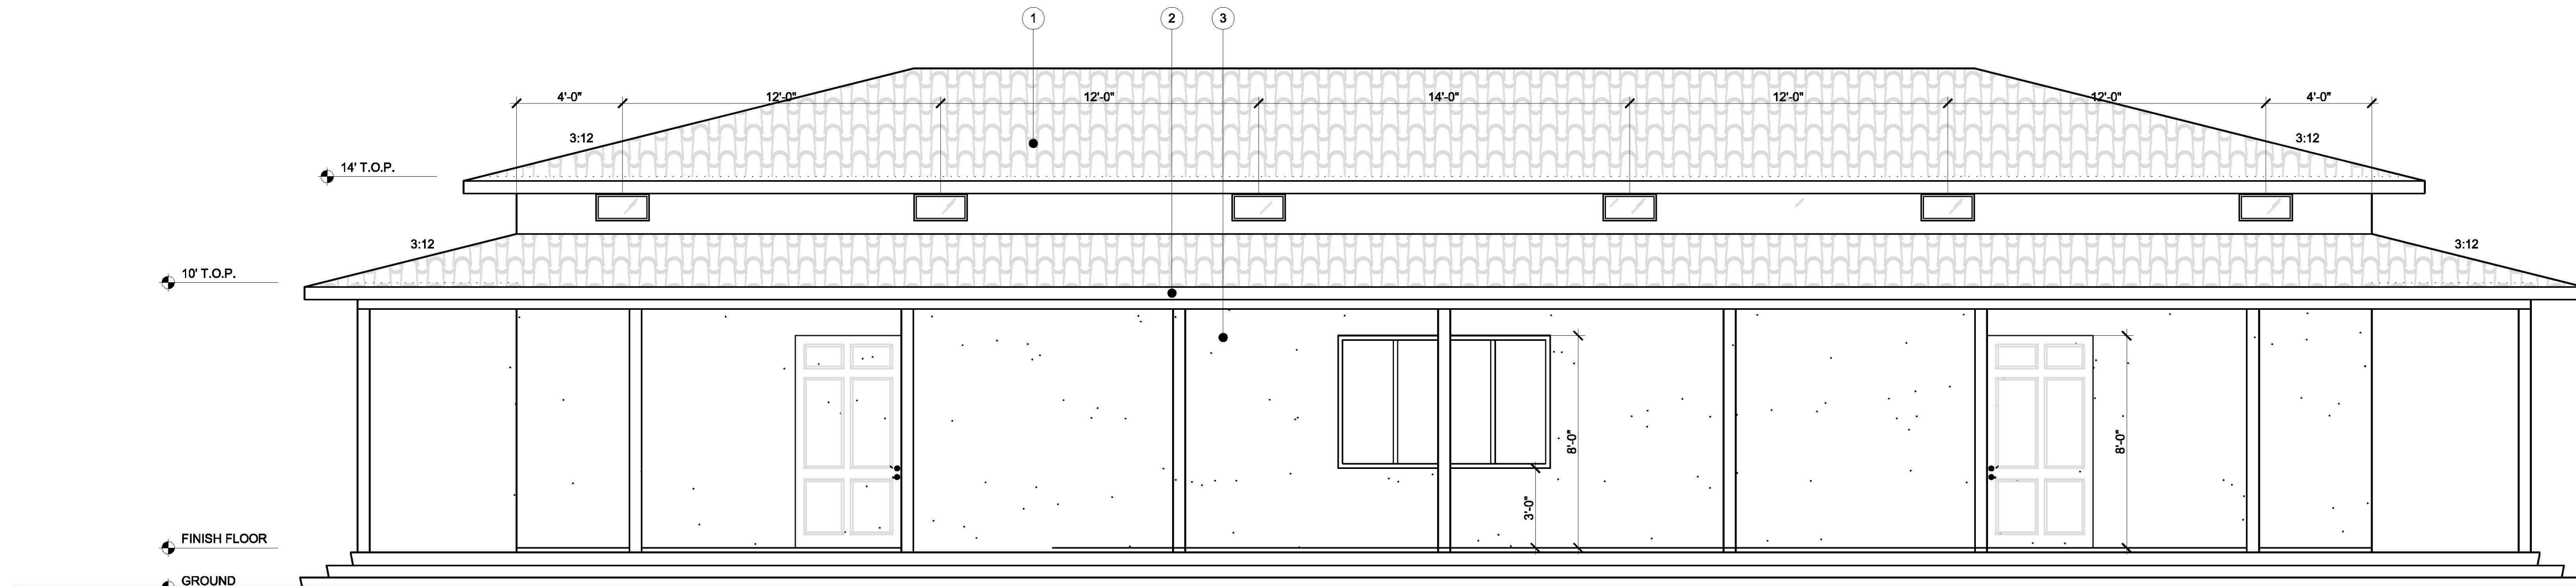 1 2 3
4'-0" 12'-0" 12'-0" 14'-0" 12'-0" 12'-0" 4'-0"
3:12 3:12
14' T.O.P.
3:12 3:12
10' T.O.P.
8'-0" 8'-0"
3'-0"
FINISH FLOOR
GROUND